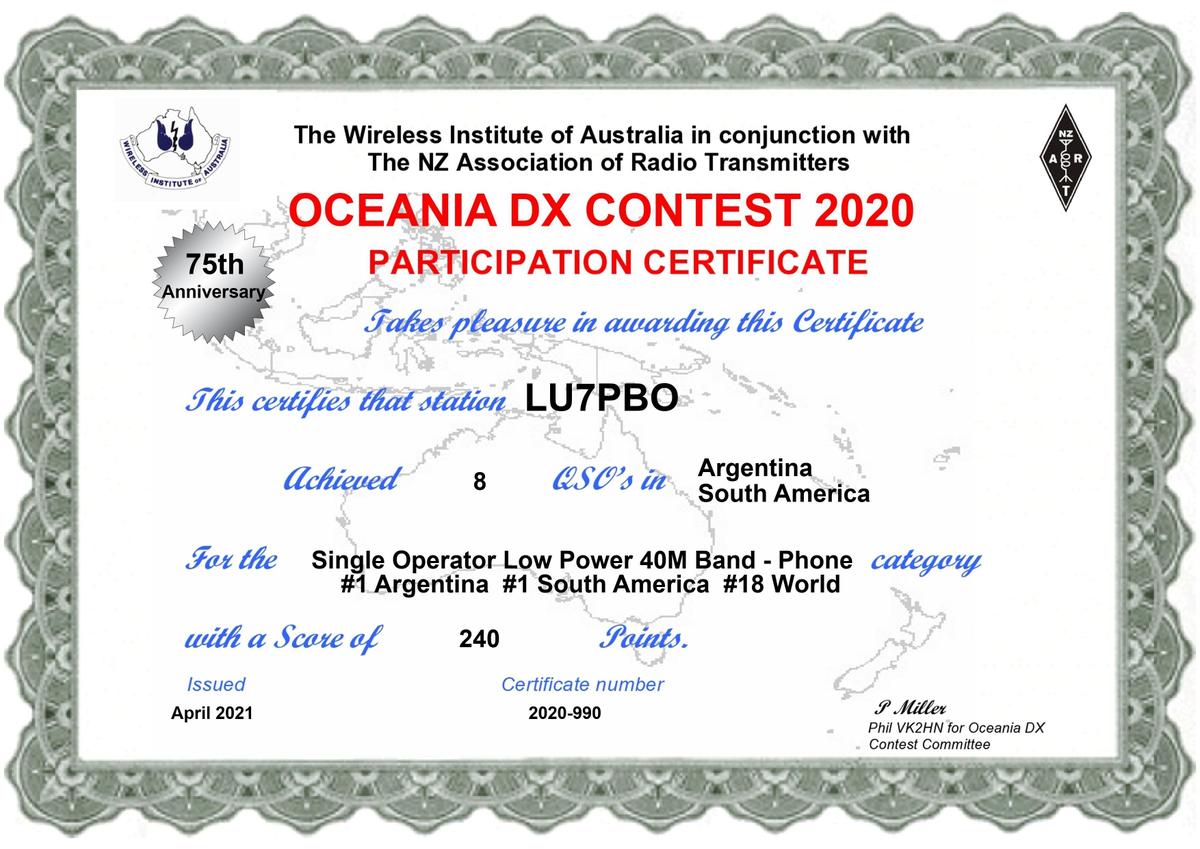 WIRELESS INSTITUTE OF AUSTRALIA
The Wireless Institute of Australia in conjunction with
The NZ Association of Radio Transmitters
NZ
A R
T
OCEANIA DX CONTEST 2020
PARTICIPATION CERTIFICATE
75th
Anniversary
Takes pleasure in awarding this Certificate
This certifies that station LU7PBO
Achieved 8 QSO's in Argentina
South America
For the Single Operator Low Power 40M Band - Phone category
#1 Argentina #1 South America #18 World
with a Score of 240 Points.
Issued Certificate number
April 2021 2020-990
P Miller
Phil VK2HN for Oceania DX
Contest Committee